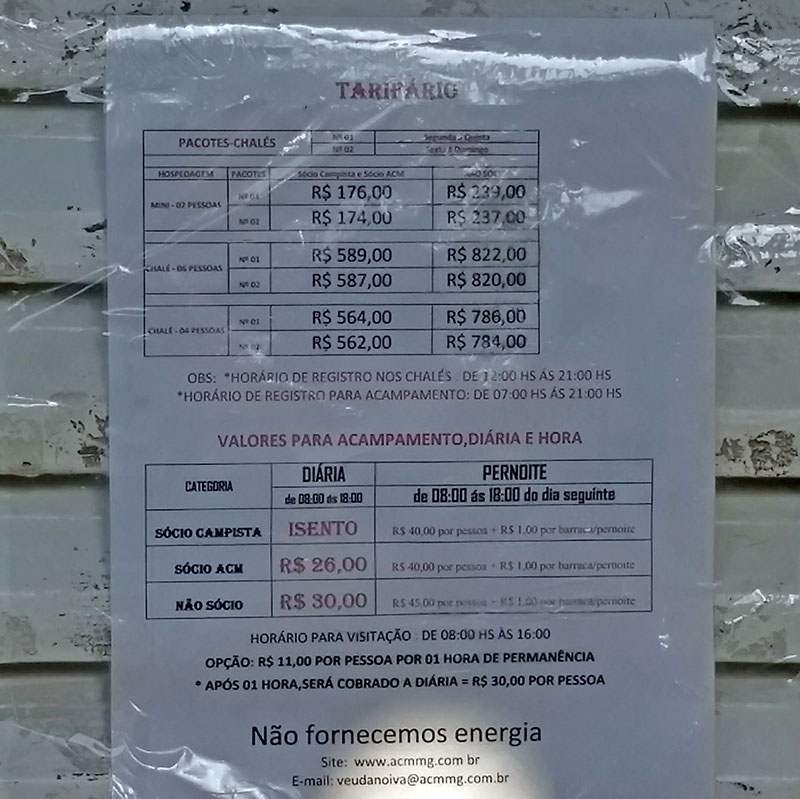 TARIFÁRIO
PACOTES-CHALÉS Nº 01 Segunda a Quinta
Nº 02 Sexta á Domingo
HOSPEDAGEM PACOTES Sócio Campista e Sócio ACM NÃO SÓCIO
MINI - 02 PESSOAS Nº 01 R$ 176,00 R$ 239,00
Nº 02 R$ 174,00 R$ 237,00
CHALÉ - 06 PESSOAS Nº 01 R$ 589,00 R$ 822,00
Nº 02 R$ 587,00 R$ 820,00
CHALÉ - 04 PESSOAS Nº 01 R$ 564,00 R$ 786,00
Nº 02 R$ 562,00 R$ 784,00
OBS: *HORÁRIO DE REGISTRO NOS CHALÉS : DE 12:00 HS ÁS 21:00 HS
*HORÁRIO DE REGISTRO PARA ACAMPAMENTO: DE 07:00 HS ÁS 21:00 HS
VALORES PARA ACAMPAMENTO,DIÁRIA E HORA
CATEGORIA DIÁRIA PERNOITE
de 08:00 ás 18:00 de 08:00 ás 18:00 do dia seguinte
SÓCIO CAMPISTA ISENTO R$ 40,00 por pessoa + R$ 1,00 por barraca/pernoite
SÓCIO ACM R$ 26,00 R$ 40,00 por pessoa + R$ 1,00 por barraca/pernoite
NÃO SÓCIO R$ 30,00 R$ 45,00 por pessoa + R$ 1,00 por barraca/pernoite
HORÁRIO PARA VISITAÇÃO : DE 08:00 HS ÀS 16:00
OPÇÃO: R$ 11,00 POR PESSOA POR 01 HORA DE PERMANÊNCIA
* APÓS 01 HORA,SERÁ COBRADO A DIÁRIA = R$ 30,00 POR PESSOA
Não fornecemos energia
Site: www.acmmg.com.br
E-mail: veudanoiva@acmmg.com.br